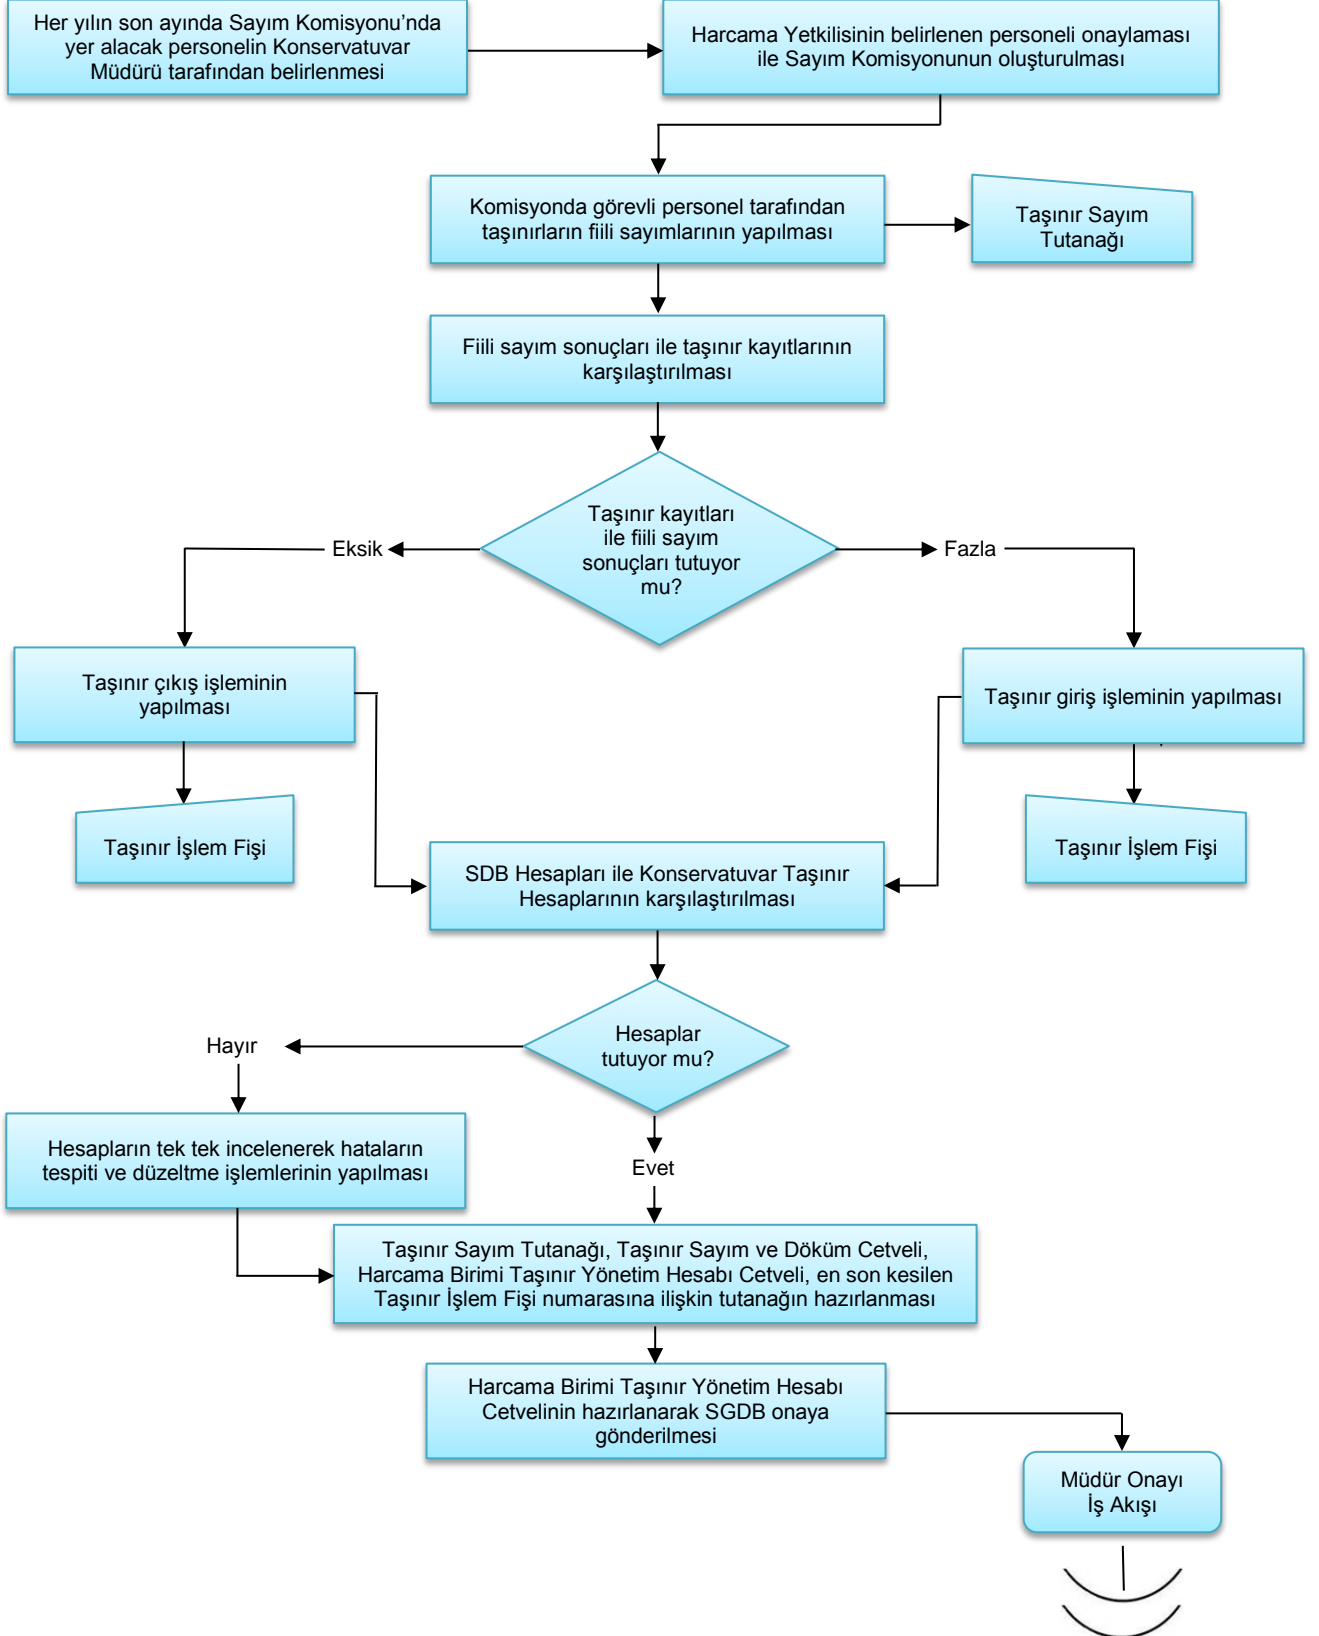 Her yılın son ayında Sayım Komisyonu’nda
yer alacak personelin Konservatuvar
Müdürü tarafından belirlenmesi
Harcama Yetkilisinin belirlenen personeli onaylaması
ile Sayım Komisyonunun oluşturulması
Komisyonda görevli personel tarafından
taşınırların fiili sayımlarının yapılması
Taşınır Sayım
Tutanağı
Fiili sayım sonuçları ile taşınır kayıtlarının
karşılaştırılması
Taşınır kayıtları
ile fiili sayım
sonuçları tutuyor
mu?
Eksik
Fazla
Taşınır çıkış işleminin
yapılması
Taşınır giriş işleminin yapılması
Taşınır İşlem Fişi
Taşınır İşlem Fişi
SDB Hesapları ile Konservatuvar Taşınır
Hesaplarının karşılaştırılması
Hesaplar
tutuyor mu?
Hayır
Hesapların tek tek incelenerek hataların
tespiti ve düzeltme işlemlerinin yapılması
Evet
Taşınır Sayım Tutanağı, Taşınır Sayım ve Döküm Cetveli,
Harcama Birimi Taşınır Yönetim Hesabı Cetveli, en son kesilen
Taşınır İşlem Fişi numarasına ilişkin tutanağın hazırlanması
Harcama Birimi Taşınır Yönetim Hesabı
Cetvelinin hazırlanarak SGDB onaya
gönderilmesi
Müdür Onayı
İş Akışı